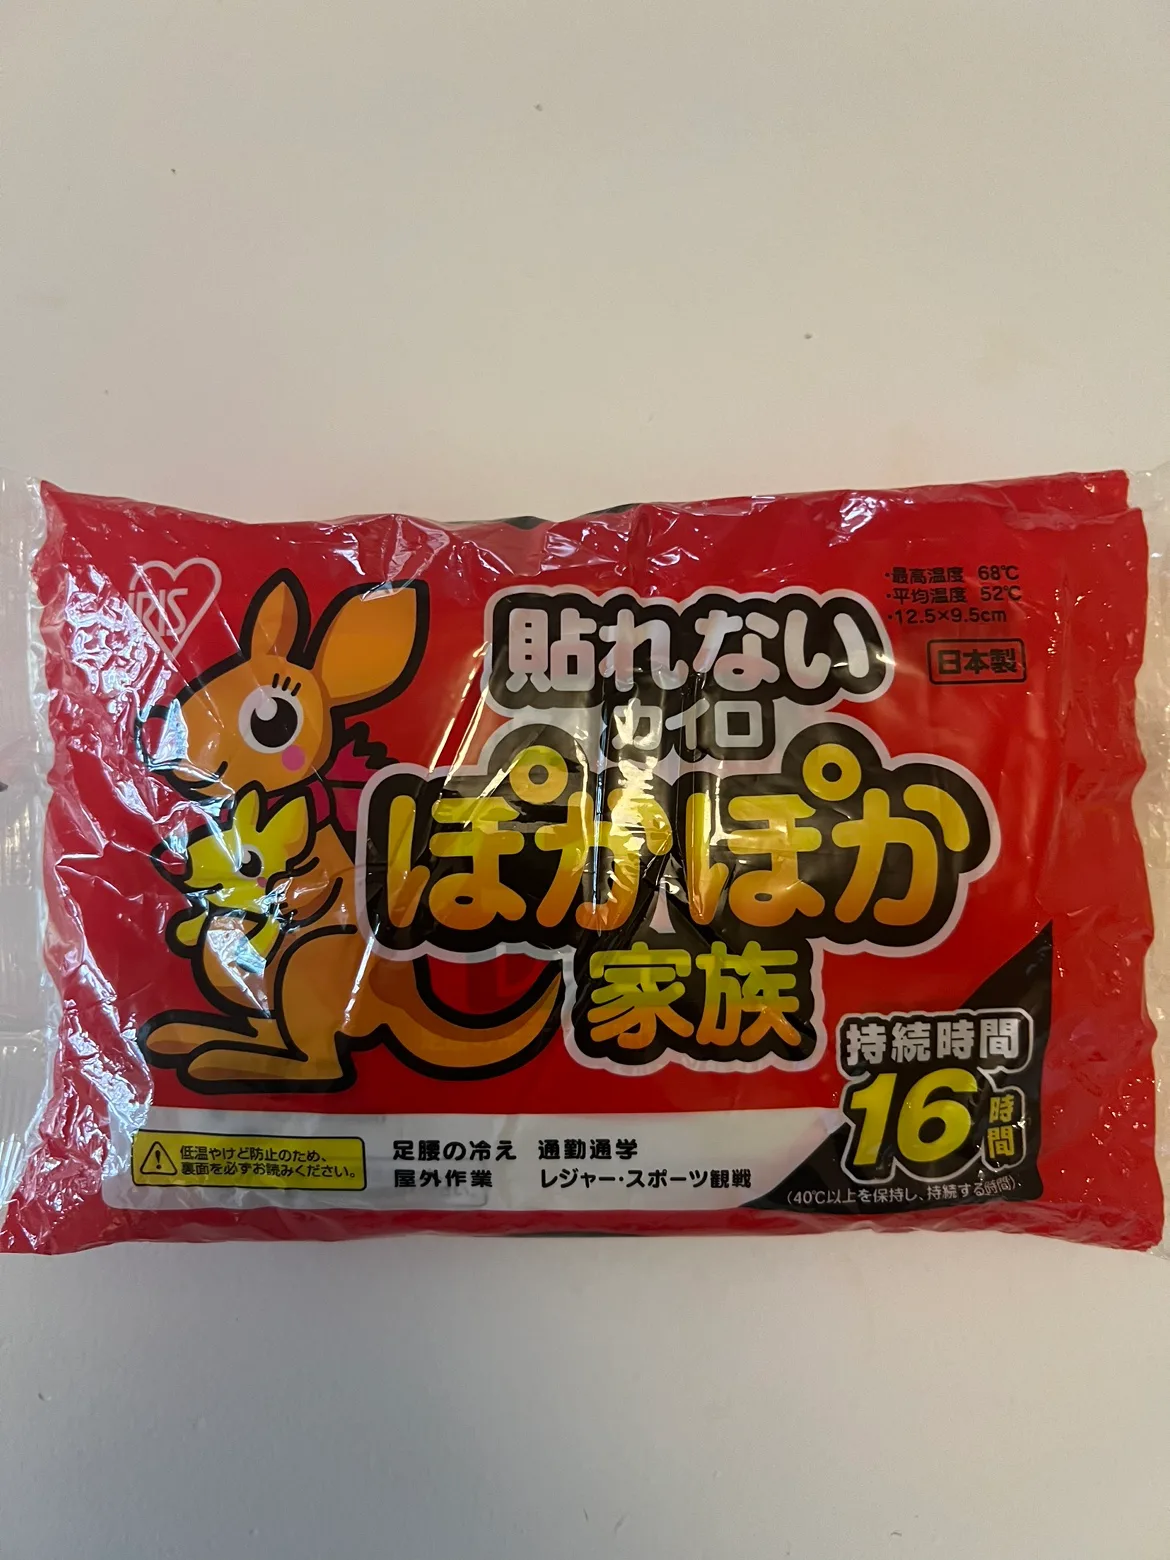 IRIS
・最高温度 68℃
・平均温度 52℃
・12.5×9.5cm
日本製
貼れない
カイロ
ぽかぽか
家族
持続時間
16時間
(40℃以上を保持し、持続する時間)
低温やけど防止のため、
裏面を必ずお読みください。
足腰の冷え 通勤通学
屋外作業 レジャー・スポーツ観戦